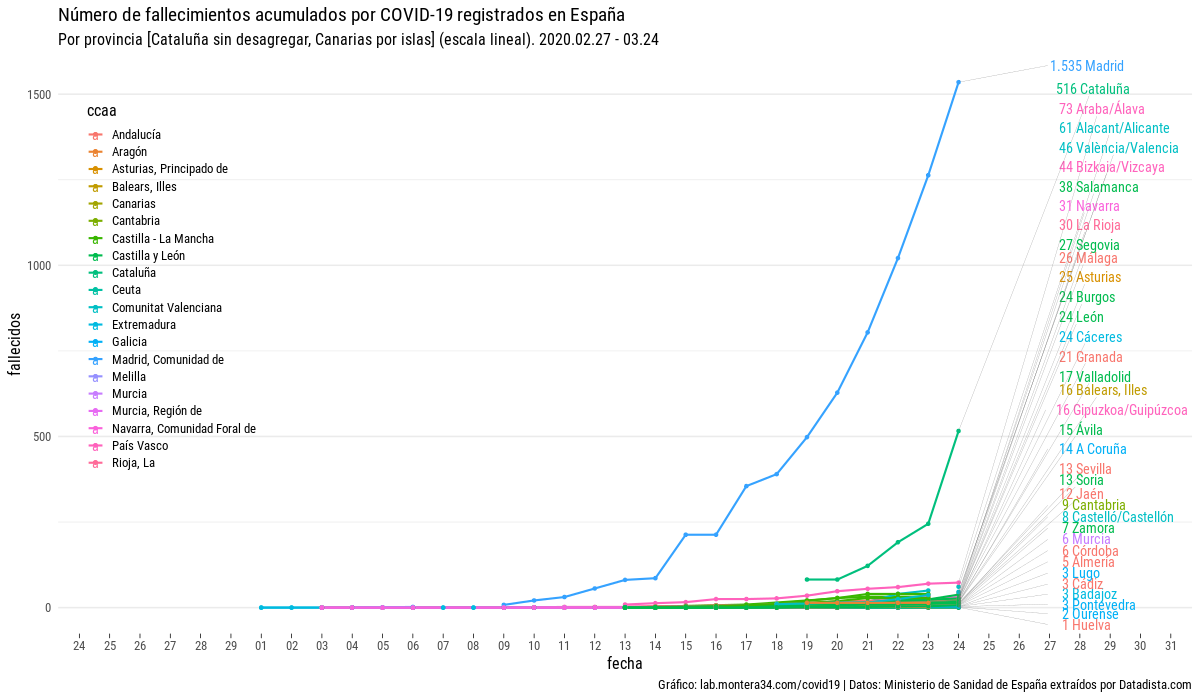 Número de fallecimientos acumulados por COVID-19 registrados en España
Por provincia [Cataluña sin desagregar, Canarias por islas] (escala lineal). 2020.02.27 - 03.24
fallecidos
1500
1000
500
0
ccaa
Andalucía
Aragón
Asturias, Principado de
Balears, Illes
Canarias
Cantabria
Castilla - La Mancha
Castilla y León
Cataluña
Ceuta
Comunitat Valenciana
Extremadura
Galicia
Madrid, Comunidad de
Melilla
Murcia
Murcia, Región de
Navarra, Comunidad Foral de
País Vasco
Rioja, La
1.535 Madrid
516 Cataluña
73 Araba/Álava
61 Alacant/Alicante
46 València/Valencia
44 Bizkaia/Vizcaya
38 Salamanca
31 Navarra
30 La Rioja
27 Segovia
26 Málaga
25 Asturias
24 Burgos
24 León
24 Cáceres
21 Granada
17 Valladolid
16 Balears, Illes
16 Gipuzkoa/Guipúzcoa
15 Ávila
14 A Coruña
13 Sevilla
13 Soria
12 Jaén
9 Cantabria
8 Castelló/Castellón
7 Zamora
6 Murcia
6 Córdoba
5 Almería
3 Lugo
3 Cádiz
3 Badajoz
3 Pontevedra
2 Ourense
1 Huelva
24 25 26 27 28 29 01 02 03 04 05 06 07 08 09 10 11 12 13 14 15 16 17 18 19 20 21 22 23 24 25 26 27 28 29 30 31
fecha
Gráfico: lab.montera34.com/covid19 | Datos: Ministerio de Sanidad de España extraídos por Datadista.com